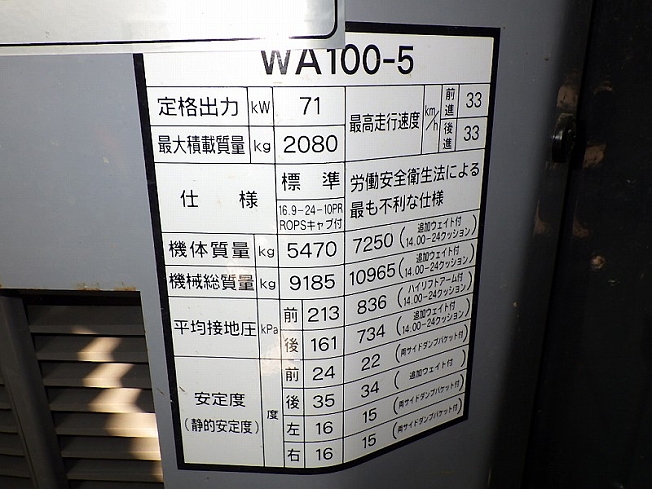 WA100-5
定格出力 kW 71 最高走行速度 km/h 前進 33
最大積載質量 kg 2080 後進 33
仕様 標準 労働安全衛生法による
16.9-24-10PR 最も不利な仕様
ROPSキャブ付
機体質量 kg 5470 7250 (追加ウェイト付
14.00-24クッション)
機械総質量 kg 9185 10965 (追加ウェイト付
14.00-24クッション)
平均接地圧 kPa 前 213 836 (ハイリフトアーム付
14.00-24クッション)
後 161 734 (追加ウェイト付
14.00-24クッション)
安定度 度 前 24 22 (両サイドダンプバケット付)
(静的安定度) 後 35 34 (追加ウェイト付)
左 16 15 (両サイドダンプバケット付)
右 16 15 (両サイドダンプバケット付)